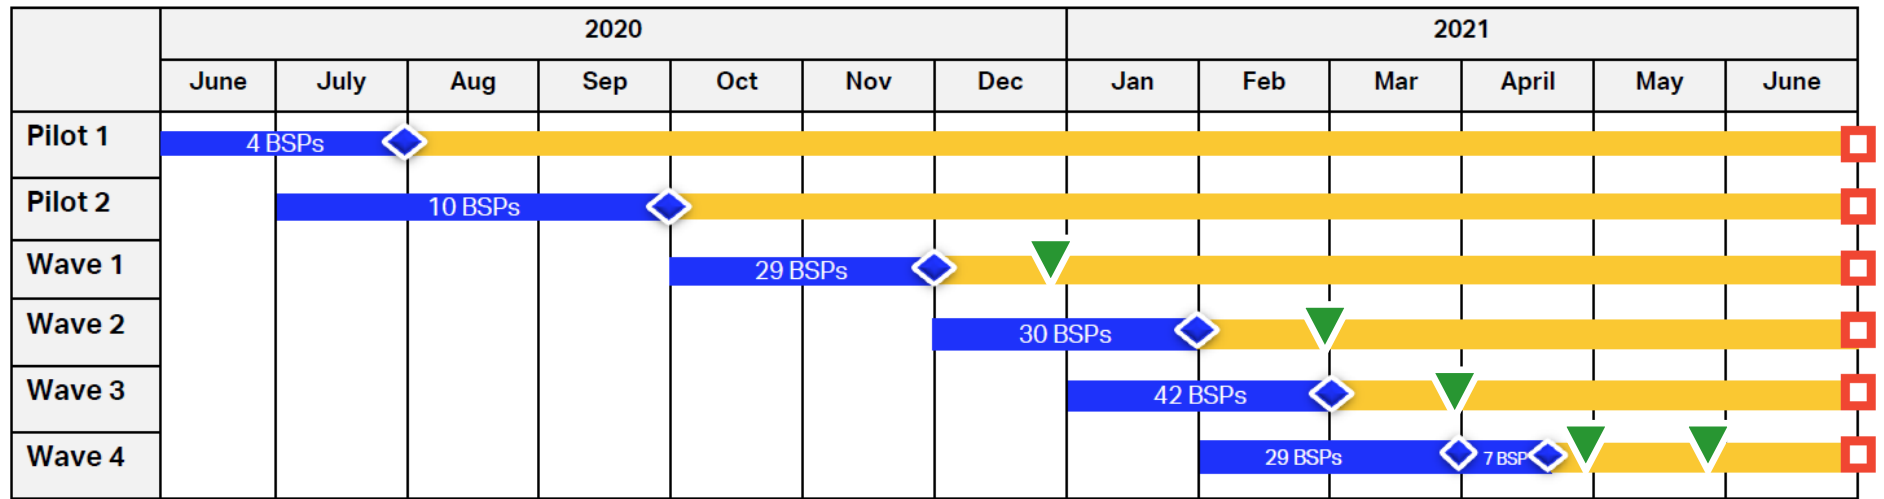 2020 2021
June July Aug Sep Oct Nov Dec Jan Feb Mar April May June
Pilot 1 4 BSPs
Pilot 2 10 BSPs
Wave 1 29 BSPs
Wave 2 30 BSPs
Wave 3 42 BSPs
Wave 4 29 BSPs 7 BSP